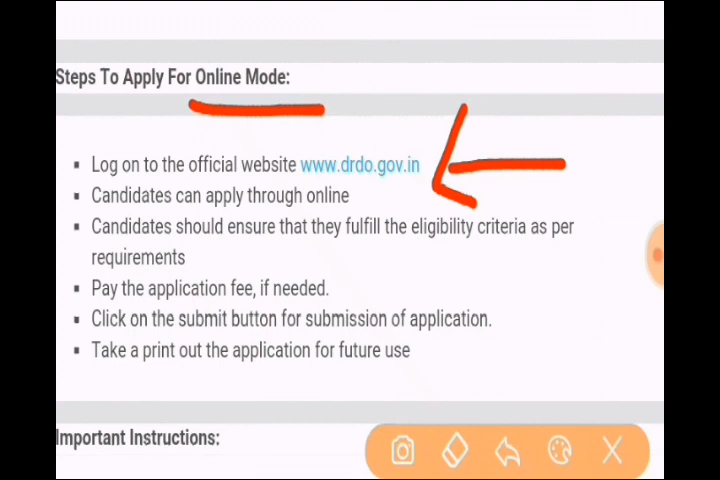 Steps To Apply For Online Mode:
Log on to the official website www.drdo.gov.in
Candidates can apply through online
Candidates should ensure that they fulfill the eligibility criteria as per
requirements
Pay the application fee, if needed.
Click on the submit button for submission of application.
Take a print out the application for future use
Important Instructions: